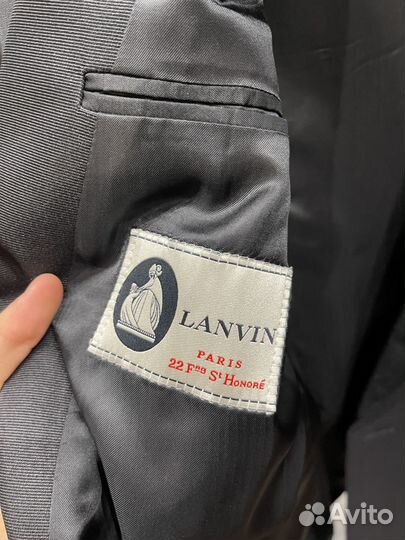 LANVIN
PARIS
22 Fbg St Honoré
Avito